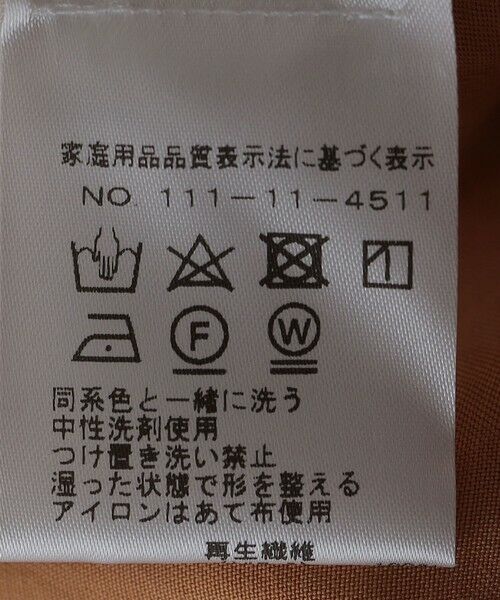 家庭用品品質表示法に基づく表示
NO. 111-11-4511
F W
同系色と一緒に洗う
中性洗剤使用
つけ置き洗い禁止
湿った状態で形を整える
アイロンはあて布使用
再生繊維